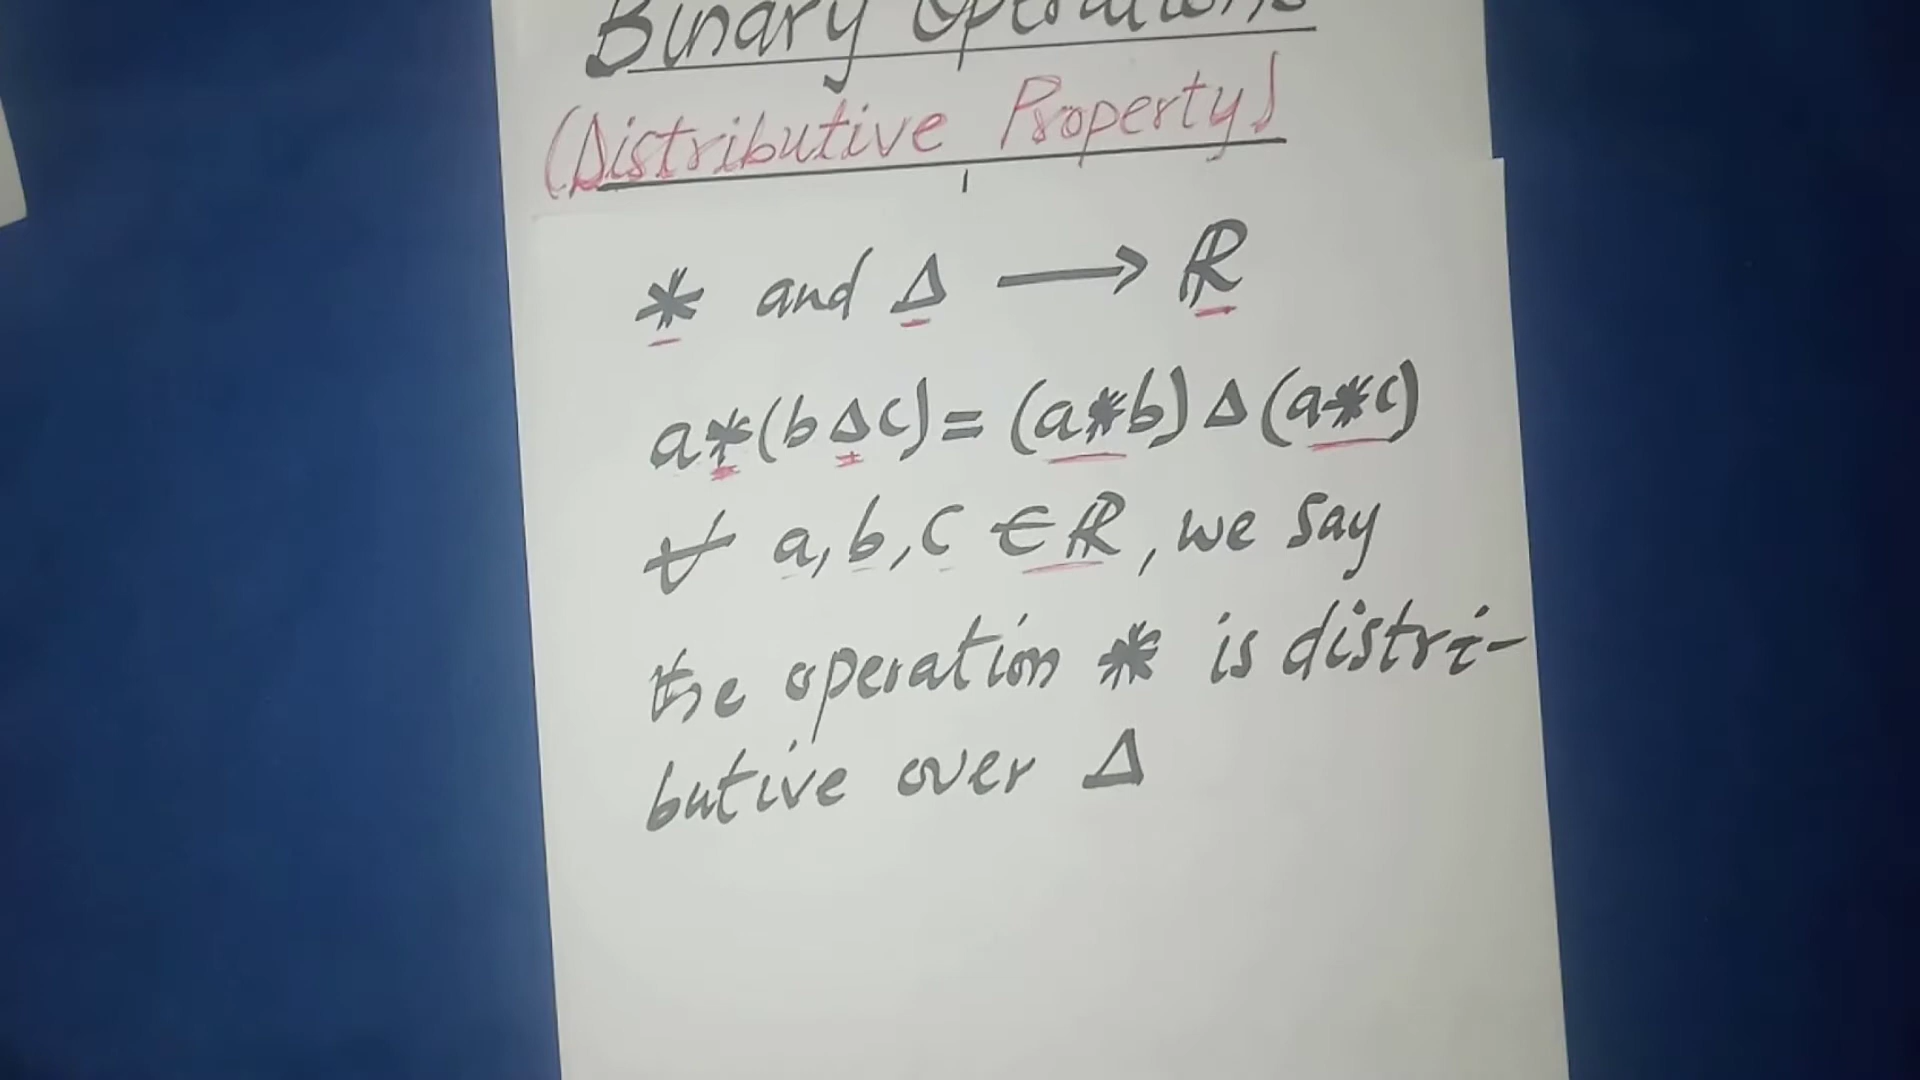 Binary Operations
(Distributive Property)
* and Δ ⟶ ℝ
a*(bΔc) = (a*b) Δ (a*c)
∀ a, b, c ∈ ℝ, we say
the operation * is distri-
butive over Δ